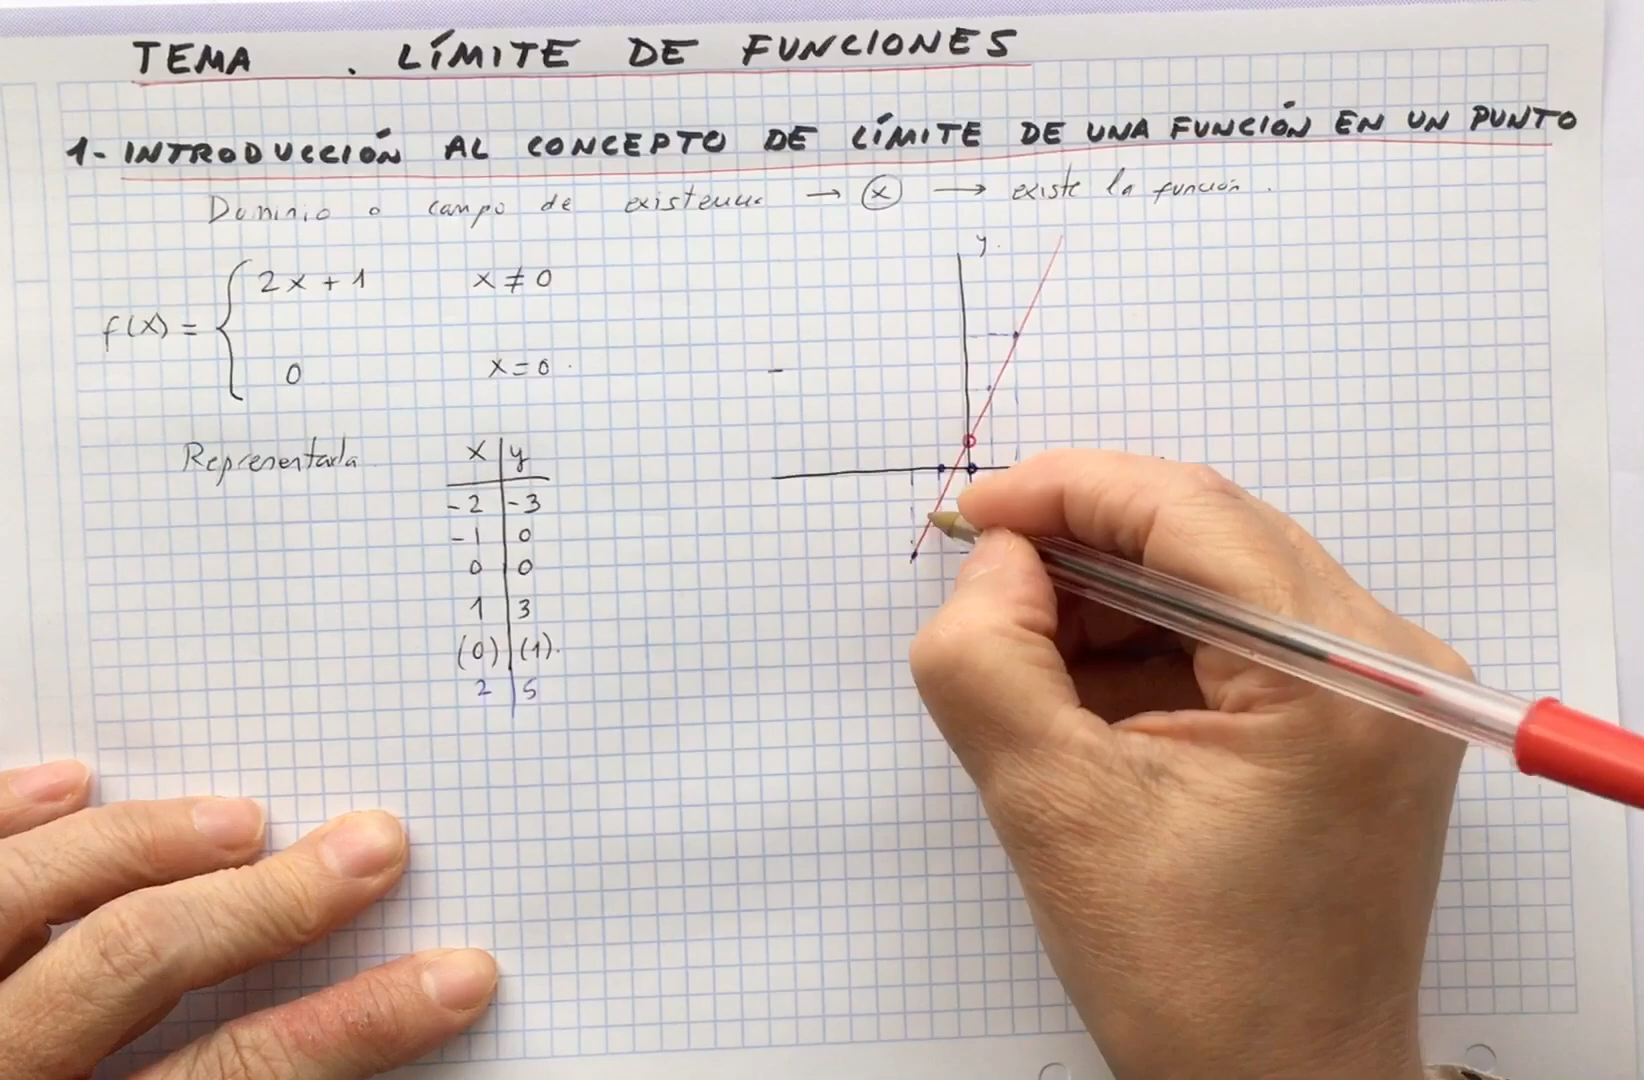 TEMA . LÍMITE DE FUNCIONES
1- INTRODUCCIÓN AL CONCEPTO DE LÍMITE DE UNA FUNCIÓN EN UN PUNTO
Dominio o campo de existencia → x → existe la función.
f(x) = { 2x + 1 x ≠ 0
0 x = 0.
Representarla
x | y
-2 | -3
-1 | 0
0 | 0
1 | 3
(0) | (1).
2 | 5
y.